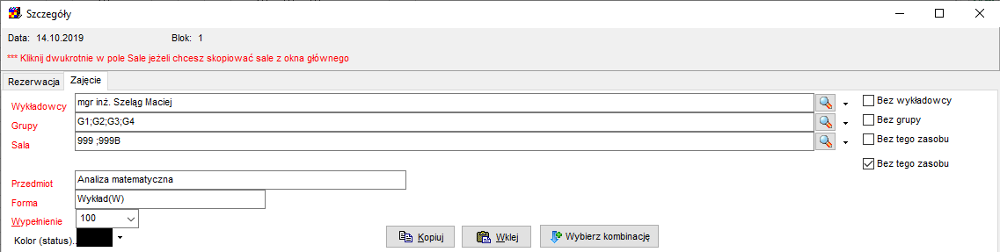 Szczegóły
Data: 14.10.2019 Blok: 1
*** Kliknij dwukrotnie w pole Sale jeżeli chcesz skopiować sale z okna głównego
Rezerwacja Zajęcie
Wykładowcy mgr inż. Szeląg Maciej Bez wykładowcy
Grupy G1;G2;G3;G4 Bez grupy
Sala 999 ;999B Bez tego zasobu
Bez tego zasobu
Przedmiot Analiza matematyczna
Forma Wykład(W)
Wypełnienie 100
Kolor (status).. Kopiuj Wklej Wybierz kombinację